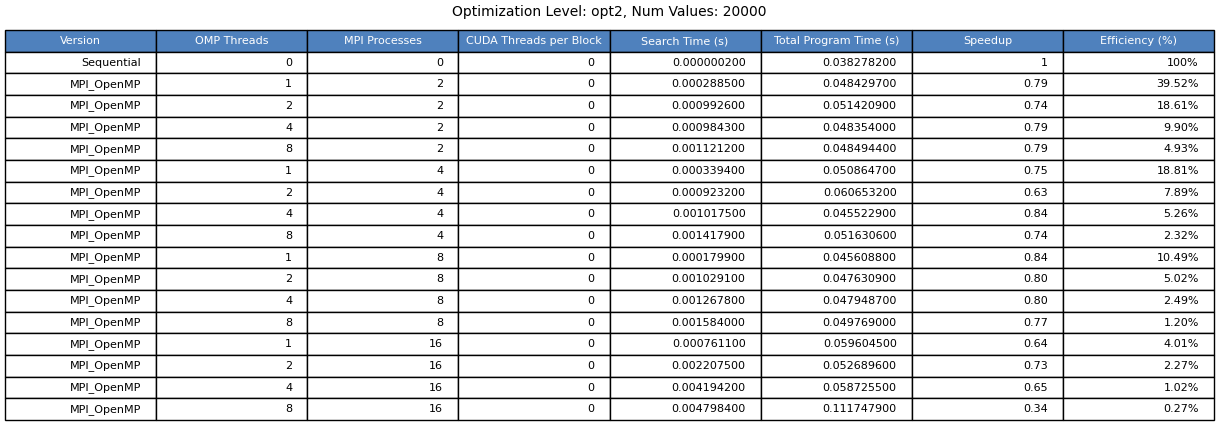 Optimization Level: opt2, Num Values: 20000
Version OMP Threads MPI Processes CUDA Threads per Block Search Time (s) Total Program Time (s) Speedup Efficiency (%)
Sequential 0 0 0 0.000000200 0.038278200 1 100%
MPI_OpenMP 1 2 0 0.000288500 0.048429700 0.79 39.52%
MPI_OpenMP 2 2 0 0.000992600 0.051420900 0.74 18.61%
MPI_OpenMP 4 2 0 0.000984300 0.048354000 0.79 9.90%
MPI_OpenMP 8 2 0 0.001121200 0.048494400 0.79 4.93%
MPI_OpenMP 1 4 0 0.000339400 0.050864700 0.75 18.81%
MPI_OpenMP 2 4 0 0.000923200 0.060653200 0.63 7.89%
MPI_OpenMP 4 4 0 0.001017500 0.045522900 0.84 5.26%
MPI_OpenMP 8 4 0 0.001417900 0.051630600 0.74 2.32%
MPI_OpenMP 1 8 0 0.000179900 0.045608800 0.84 10.49%
MPI_OpenMP 2 8 0 0.001029100 0.047630900 0.80 5.02%
MPI_OpenMP 4 8 0 0.001267800 0.047948700 0.80 2.49%
MPI_OpenMP 8 8 0 0.001584000 0.049769000 0.77 1.20%
MPI_OpenMP 1 16 0 0.000761100 0.059604500 0.64 4.01%
MPI_OpenMP 2 16 0 0.002207500 0.052689600 0.73 2.27%
MPI_OpenMP 4 16 0 0.004194200 0.058725500 0.65 1.02%
MPI_OpenMP 8 16 0 0.004798400 0.111747900 0.34 0.27%